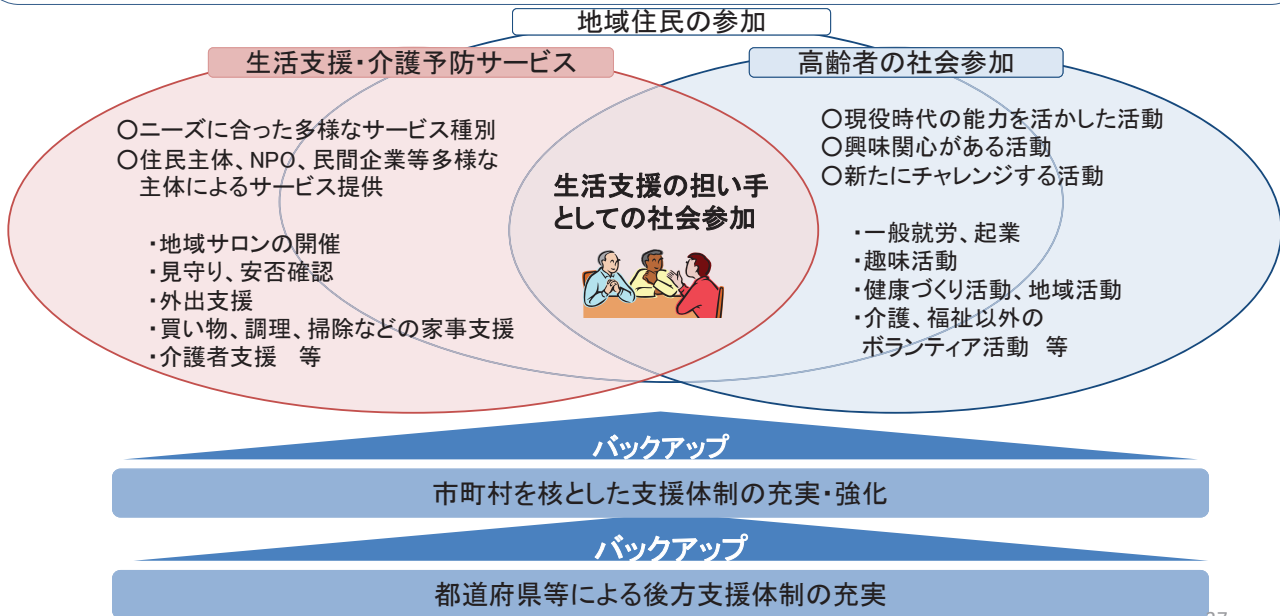 地域住民の参加
生活支援・介護予防サービス
〇ニーズに合った多様なサービス種別
〇住民主体、NPO、民間企業等多様な
主体によるサービス提供
・地域サロンの開催
・見守り、安否確認
・外出支援
・買い物、調理、掃除などの家事支援
・介護者支援　等
生活支援の担い手
としての社会参加
高齢者の社会参加
〇現役時代の能力を活かした活動
〇興味関心がある活動
〇新たにチャレンジする活動
・一般就労、起業
・趣味活動
・健康づくり活動、地域活動
・介護、福祉以外の
ボランティア活動　等
バックアップ
市町村を核とした支援体制の充実・強化
バックアップ
都道府県等による後方支援体制の充実